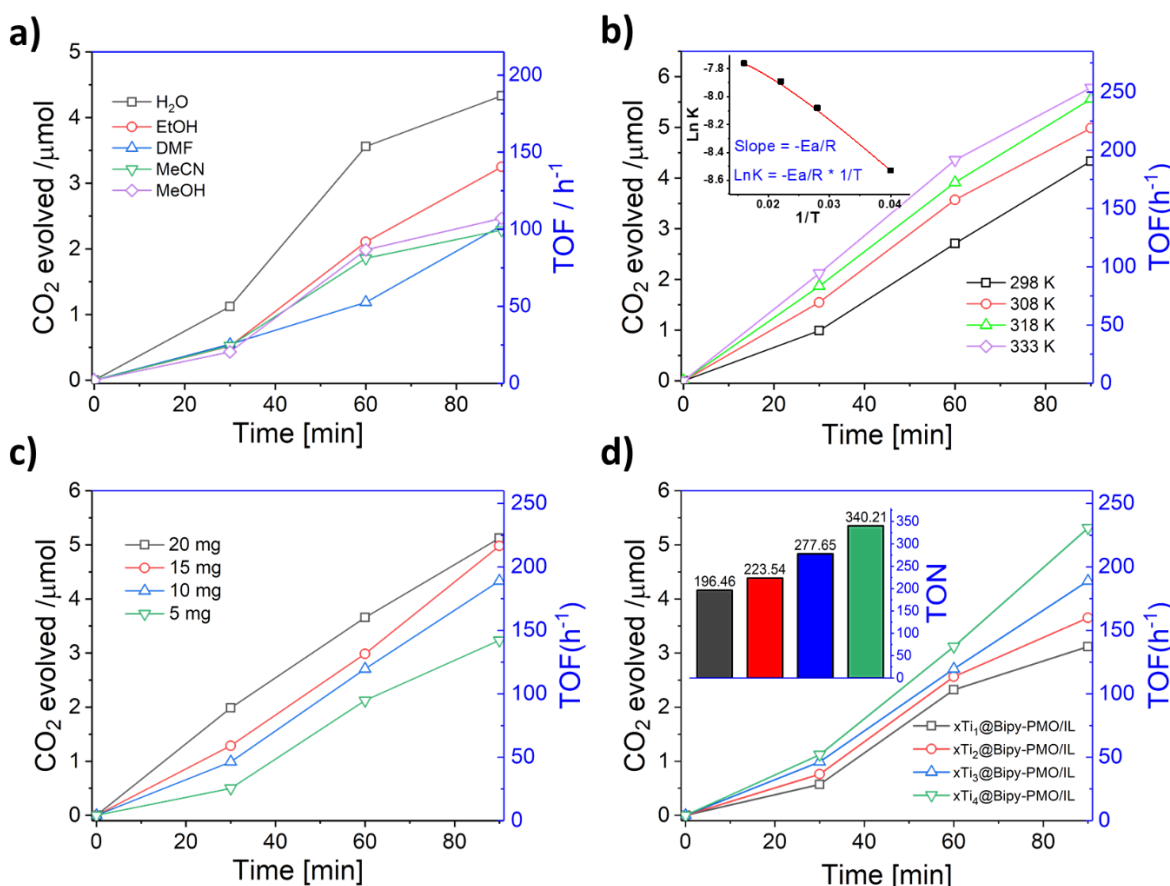 a)
CO2 evolved /μmol
5
4
3
2
1
0
H2O
EtOH
DMF
MeCN
MeOH
200
150
100
50
0
TOF / h-1
0 20 40 60 80
Time [min]
b)
CO2 evolved /μmol
6
5
4
3
2
1
0
Ln K
-7.8
-8.0
-8.2
-8.4
-8.6
Slope = -Ea/R
LnK = -Ea/R * 1/T
0.02 0.03 0.04
1/T
298 K
308 K
318 K
333 K
250
200
150
100
50
0
TOF(h-1)
0 20 40 60 80
Time [min]
c)
CO2 evolved /μmol
6
5
4
3
2
1
0
20 mg
15 mg
10 mg
5 mg
250
200
150
100
50
0
TOF(h-1)
0 20 40 60 80
Time [min]
d)
CO2 evolved /μmol
6
5
4
3
2
1
0
196.46
223.54
277.65
340.21
350
300
250
200
150
100
50
0
TON
xTi1@Bipy-PMO/IL
xTi2@Bipy-PMO/IL
xTi3@Bipy-PMO/IL
xTi4@Bipy-PMO/IL
250
200
150
100
50
0
TOF(h-1)
0 20 40 60 80
Time [min]